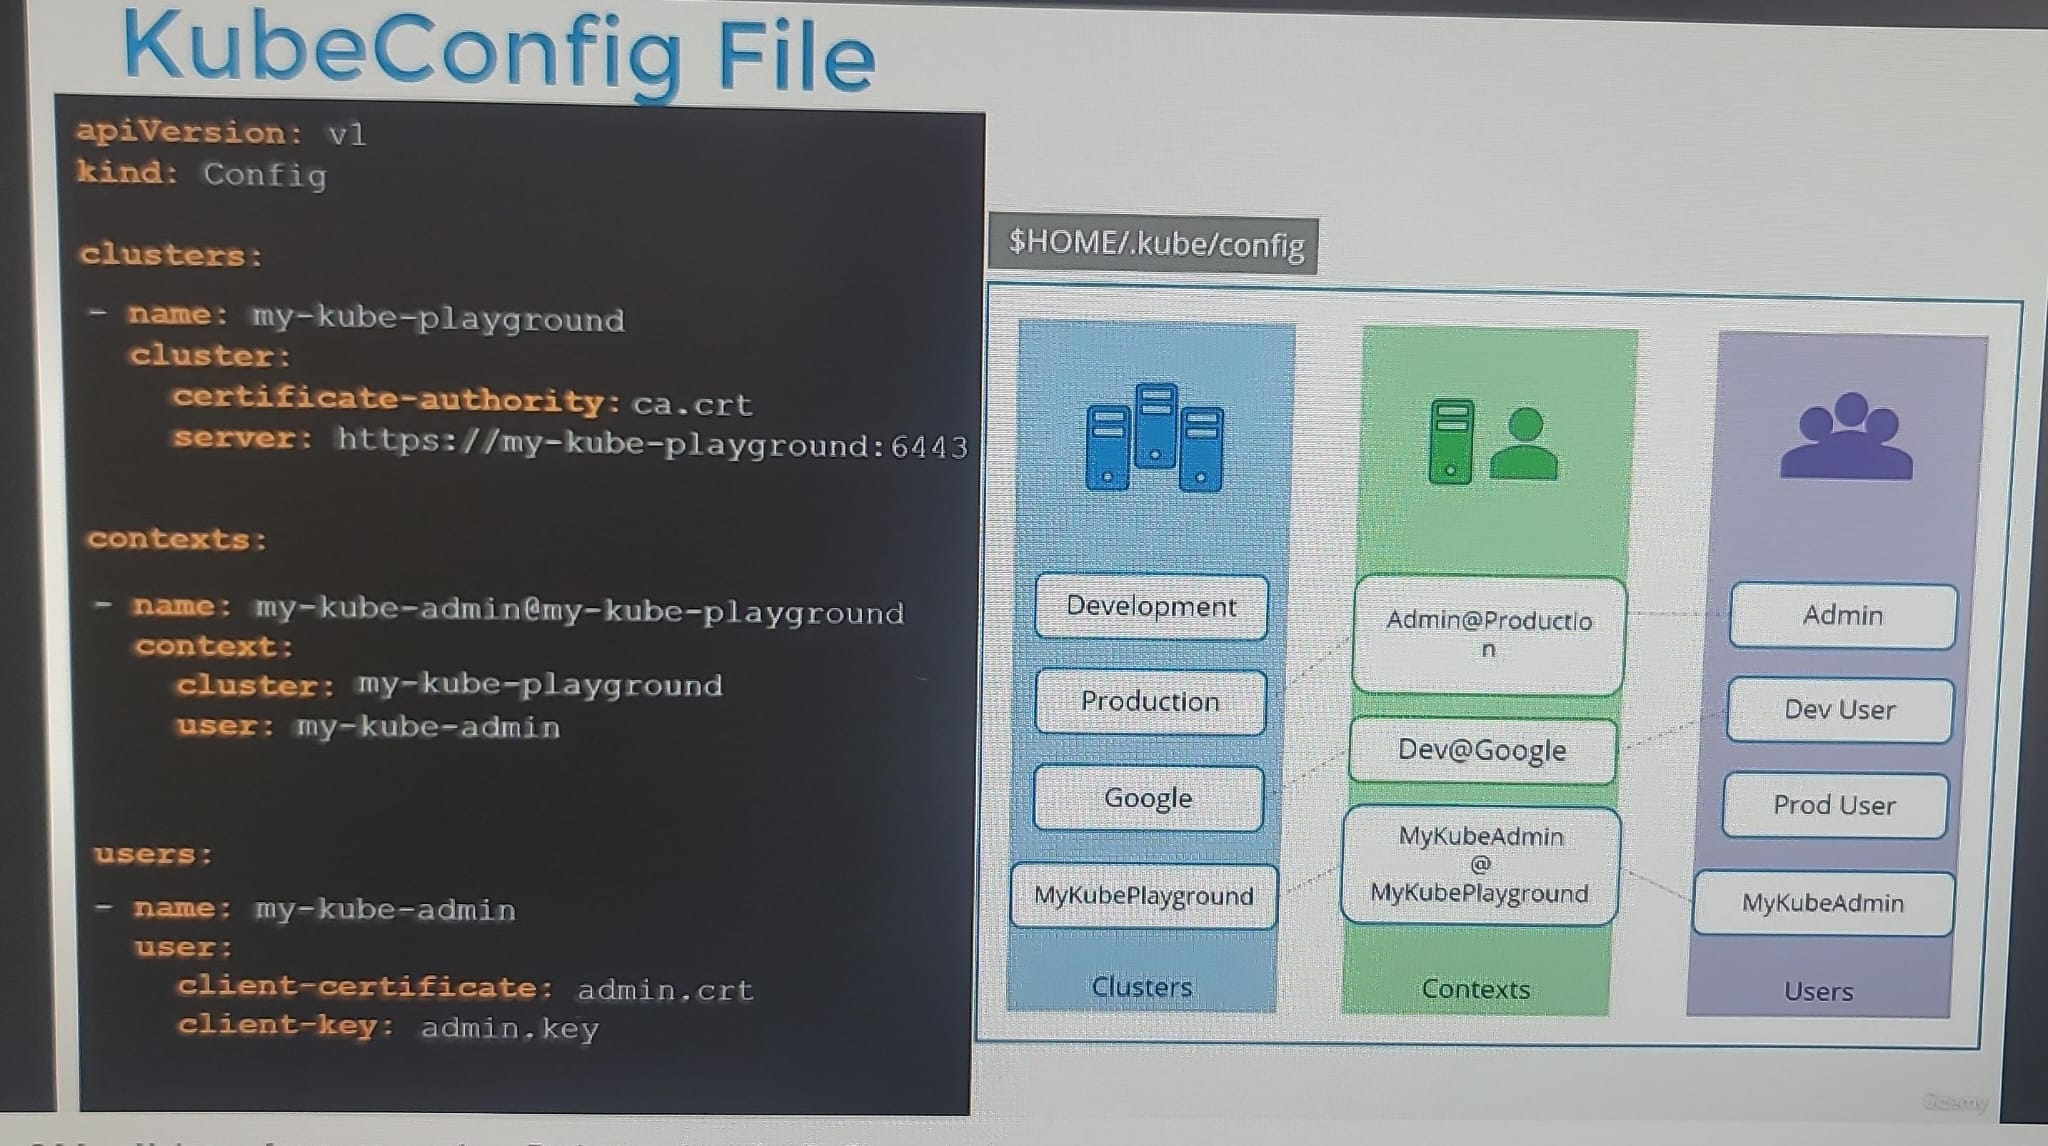 KubeConfig File
apiVersion: v1
kind: Config
clusters:
- name: my-kube-playground
cluster:
certificate-authority: ca.crt
server: https://my-kube-playground:6443
contexts:
- name: my-kube-admin@my-kube-playground
context:
cluster: my-kube-playground
user: my-kube-admin
users:
- name: my-kube-admin
user:
client-certificate: admin.crt
client-key: admin.key
$HOME/.kube/config
Development
Production
Google
MyKubePlayground
Clusters
Admin@Productio
n
Dev@Google
MyKubeAdmin
@
MyKubePlayground
Contexts
Admin
Dev User
Prod User
MyKubeAdmin
Users
ûdemy